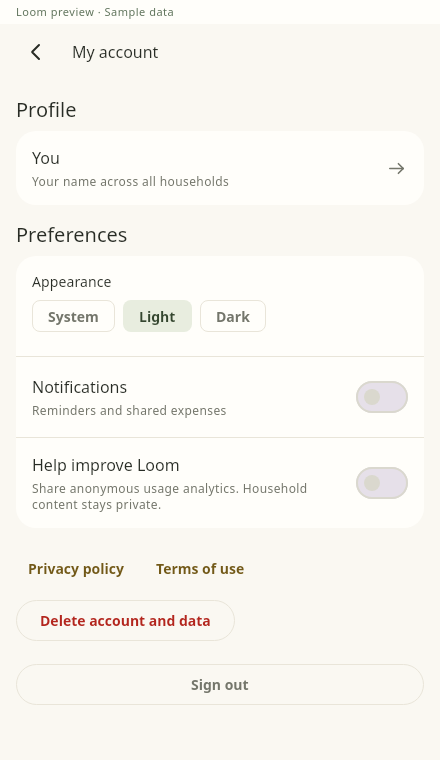 Loom preview · Sample data
My account
Profile
You
Your name across all households
Preferences
Appearance
System
Light
Dark
Notifications
Reminders and shared expenses
Help improve Loom
Share anonymous usage analytics. Household
content stays private.
Privacy policy
Terms of use
Delete account and data
Sign out